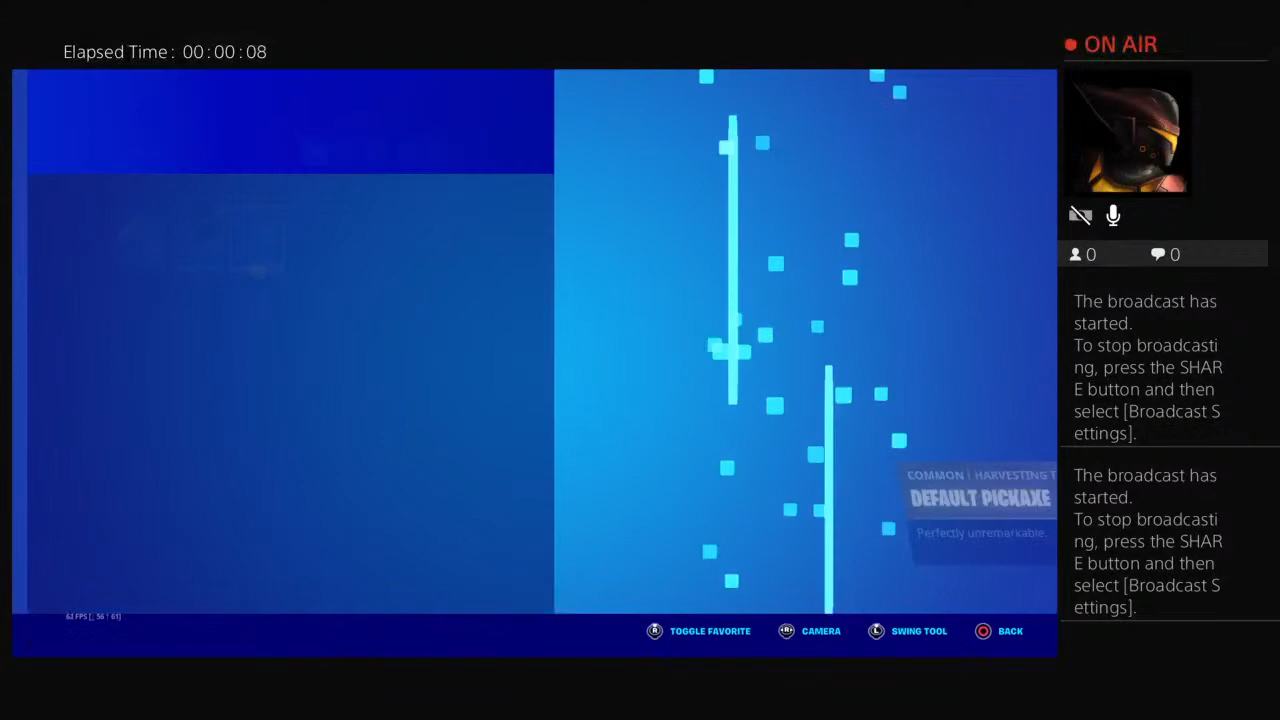 Elapsed Time: 00:00:08
ON AIR
0
0
The broadcast has
started.
To stop broadcasti
ng, press the SHAR
E button and then
select [Broadcast S
ettings].
The broadcast has
started.
To stop broadcasti
ng, press the SHAR
E button and then
select [Broadcast S
ettings].
COMMON | HARVESTING T
DEFAULT PICKAXE
Perfectly unremarkable.
R TOGGLE FAVORITE
R CAMERA
L SWING TOOL
BACK